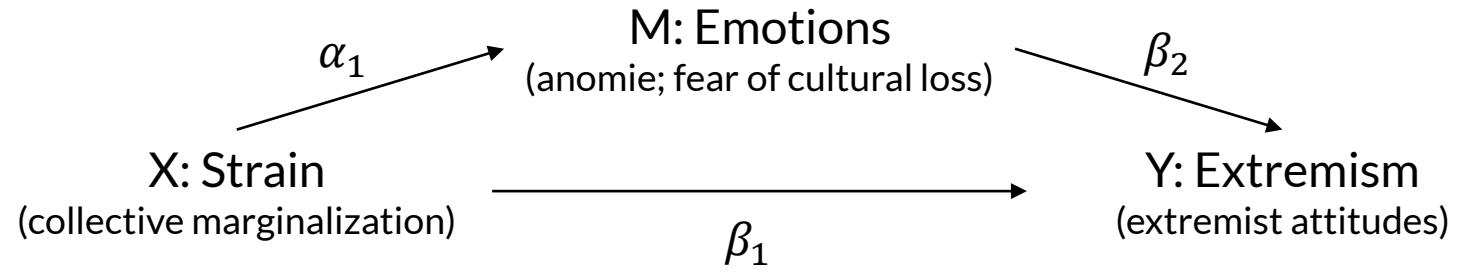 M: Emotions
(anomie; fear of cultural loss)
α₁
β₂
X: Strain
(collective marginalization)
Y: Extremism
(extremist attitudes)
β₁